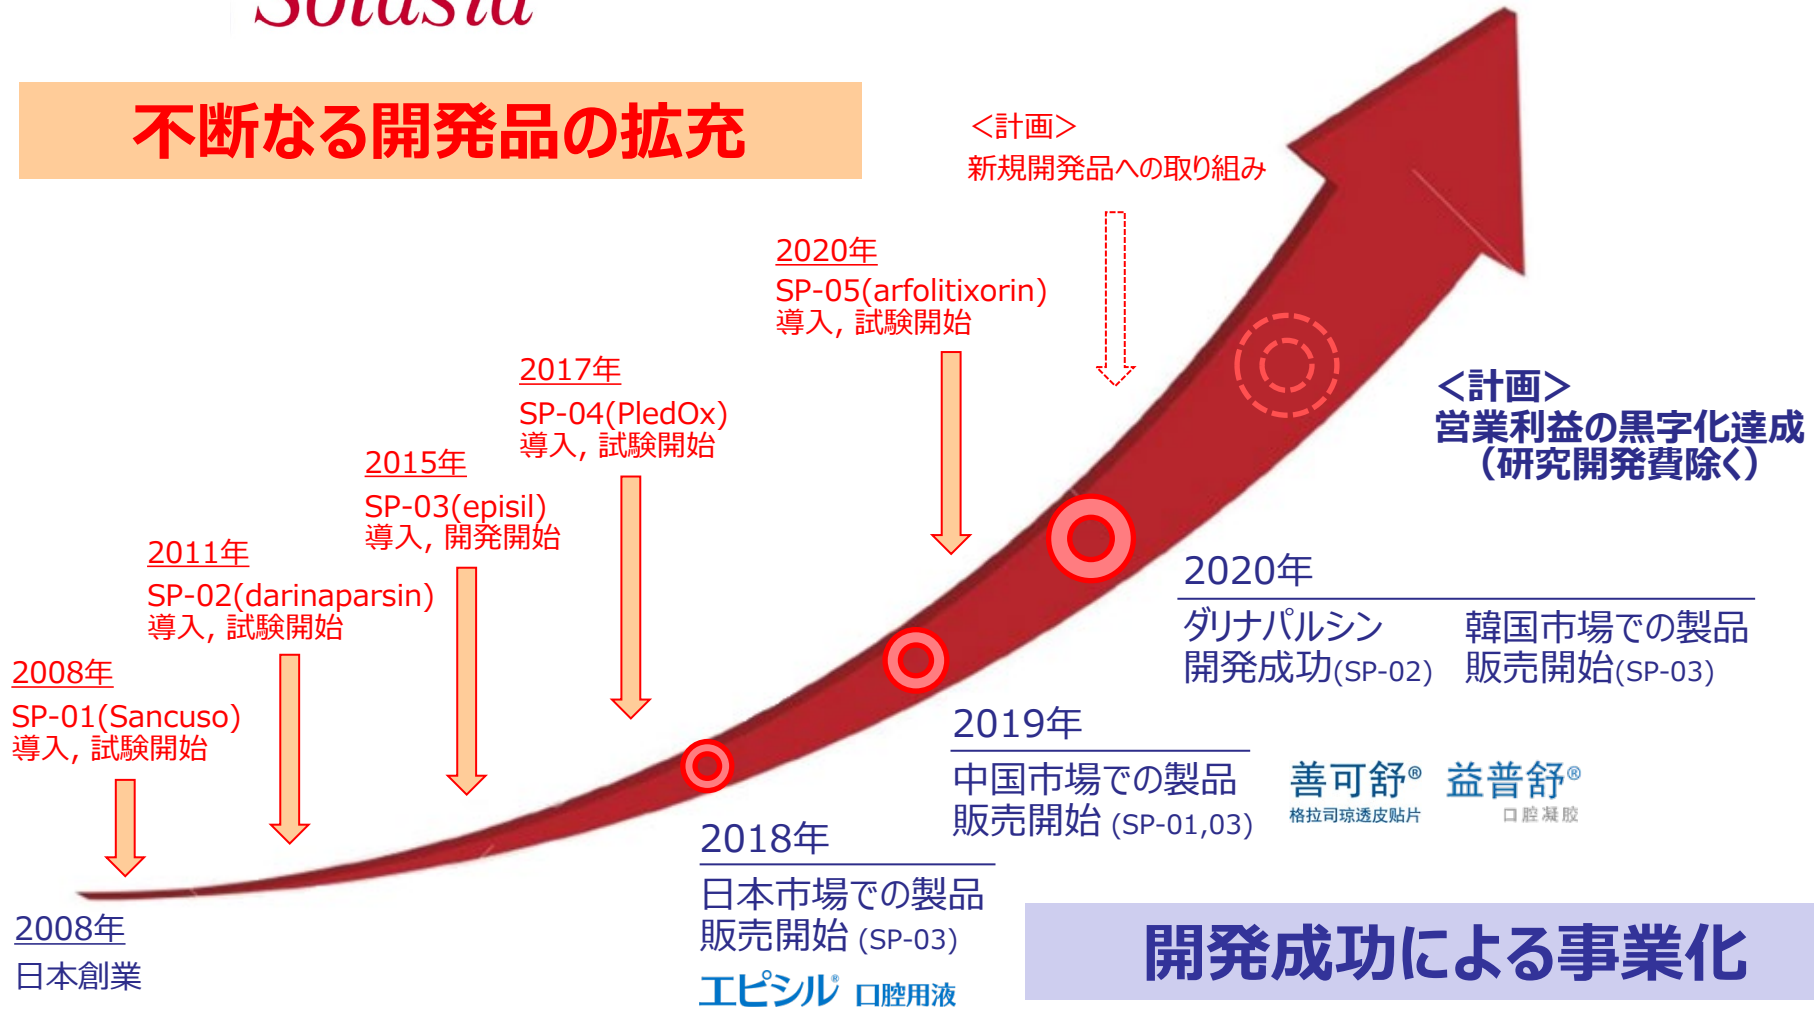 Solasia
不断なる開発品の拡充
<計画>
新規開発品への取り組み
2020年
SP-05(arfolitixorin)
導入, 試験開始
2017年
SP-04(PledOx)
導入, 試験開始
2015年
SP-03(episil)
導入, 開発開始
2011年
SP-02(darinaparsin)
導入, 試験開始
2008年
SP-01(Sancuso)
導入, 試験開始
2008年
日本創業
2018年
日本市場での製品
販売開始 (SP-03)
エピシル® 口腔用液
2019年
中国市場での製品
販売開始 (SP-01,03)
善可舒®
格拉司琼透皮贴片
益普舒®
口腔凝胶
2020年
ダリナパルシン
開発成功(SP-02)
韓国市場での製品
販売開始(SP-03)
<計画>
営業利益の黒字化達成
(研究開発費除く)
開発成功による事業化